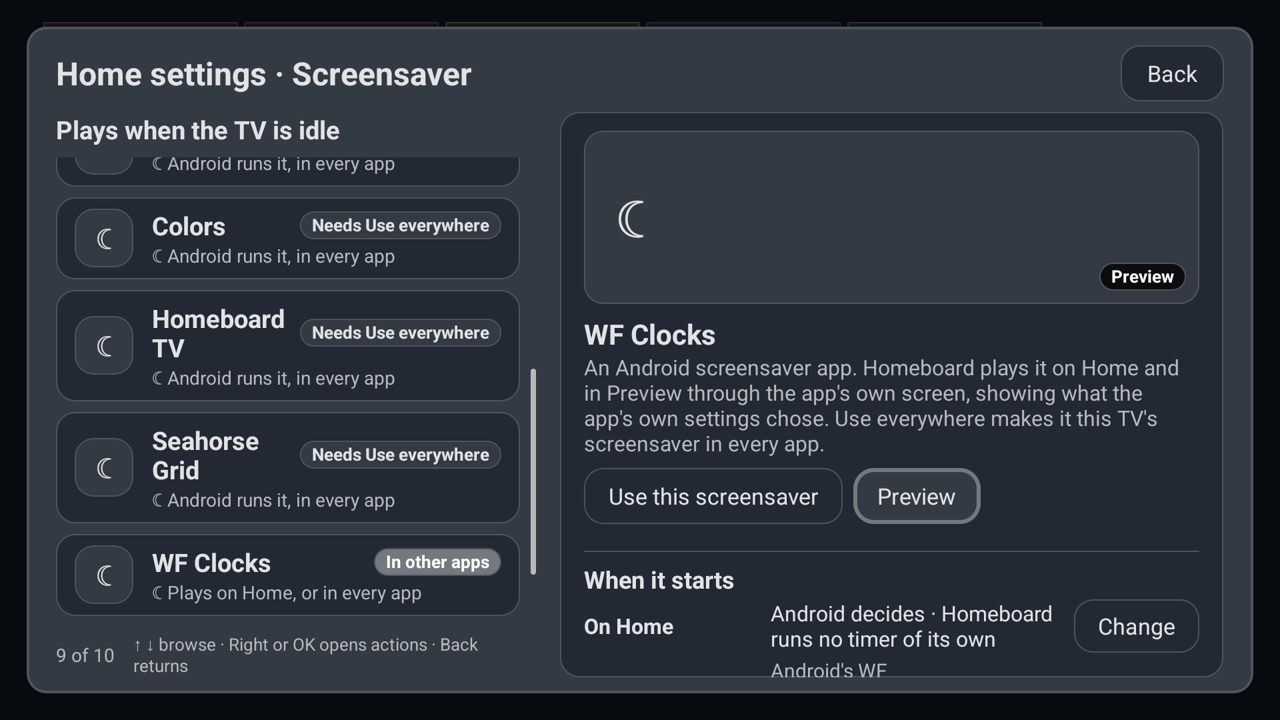 Home settings · Screensaver
Back
Plays when the TV is idle
☾ Android runs it, in every app
Colors
Needs Use everywhere
☾ Android runs it, in every app
Homeboard
TV
Needs Use everywhere
☾ Android runs it, in every app
Seahorse
Grid
Needs Use everywhere
☾ Android runs it, in every app
WF Clocks
In other apps
☾ Plays on Home, or in every app
9 of 10
↑ ↓ browse · Right or OK opens actions · Back
returns
Preview
WF Clocks
An Android screensaver app. Homeboard plays it on Home and
in Preview through the app's own screen, showing what the
app's own settings chose. Use everywhere makes it this TV's
screensaver in every app.
Use this screensaver
Preview
When it starts
On Home
Android decides · Homeboard
runs no timer of its own
Change
Android's WF